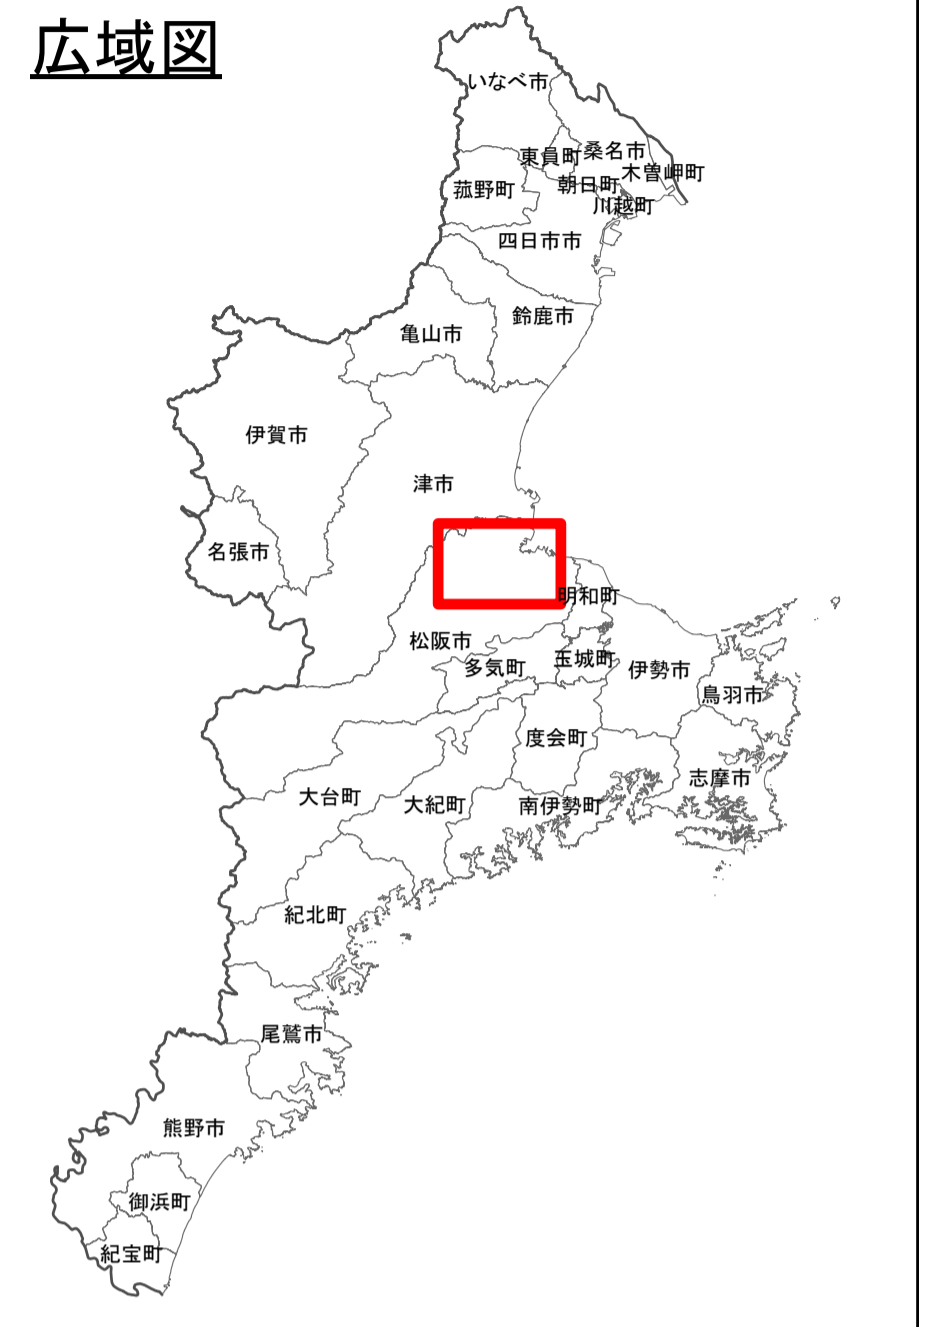 広域図
いなべ市
東員町
桑名市
木曽岬町
朝日町
川越町
菰野町
四日市市
鈴鹿市
亀山市
伊賀市
津市
名張市
明和町
松阪市
多気町
玉城町
伊勢市
鳥羽市
度会町
志摩市
大台町
大紀町
南伊勢町
紀北町
尾鷲市
熊野市
御浜町
紀宝町